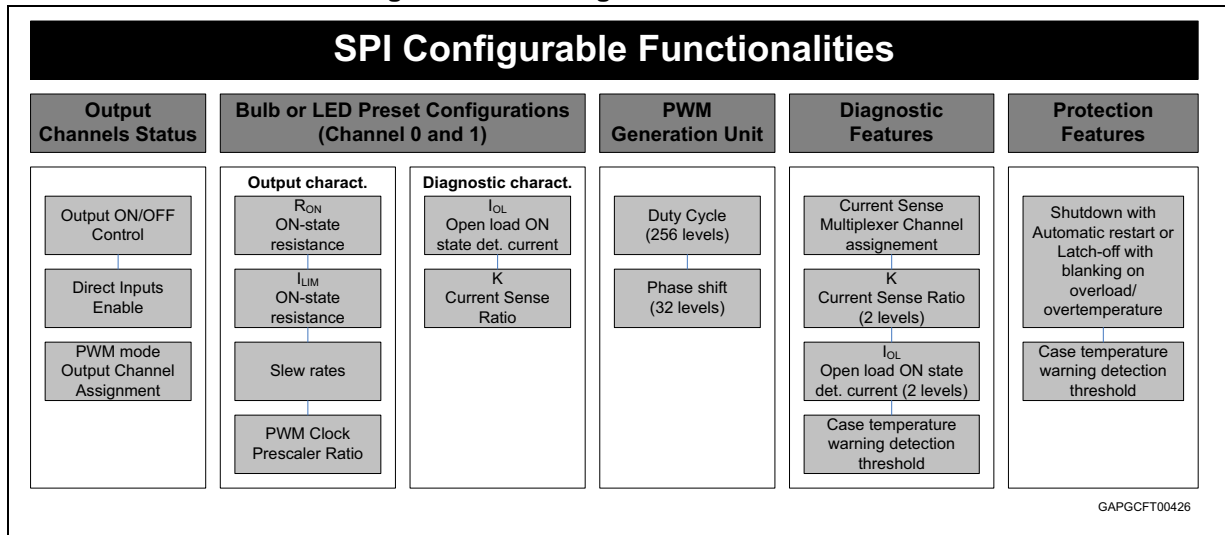 SPI Configurable Functionalities
Output
Channels Status
Bulb or LED Preset Configurations
(Channel 0 and 1)
PWM
Generation Unit
Diagnostic
Features
Protection
Features
Output ON/OFF
Control
Direct Inputs
Enable
PWM mode
Output Channel
Assignment
Output charact.
RON
ON-state
resistance
ILIM
ON-state
resistance
Slew rates
PWM Clock
Prescaler Ratio
Diagnostic charact.
IOL
Open load ON
state det. current
K
Current Sense
Ratio
Duty Cycle
(256 levels)
Phase shift
(32 levels)
Current Sense
Multiplexer Channel
assignement
K
Current Sense Ratio
(2 levels)
IOL
Open load ON state
det. current (2 levels)
Case temperature
warning detection
threshold
Shutdown with
Automatic restart or
Latch-off with
blanking on
overload/
overtemperature
Case temperature
warning detection
threshold
GAPGCFT00426